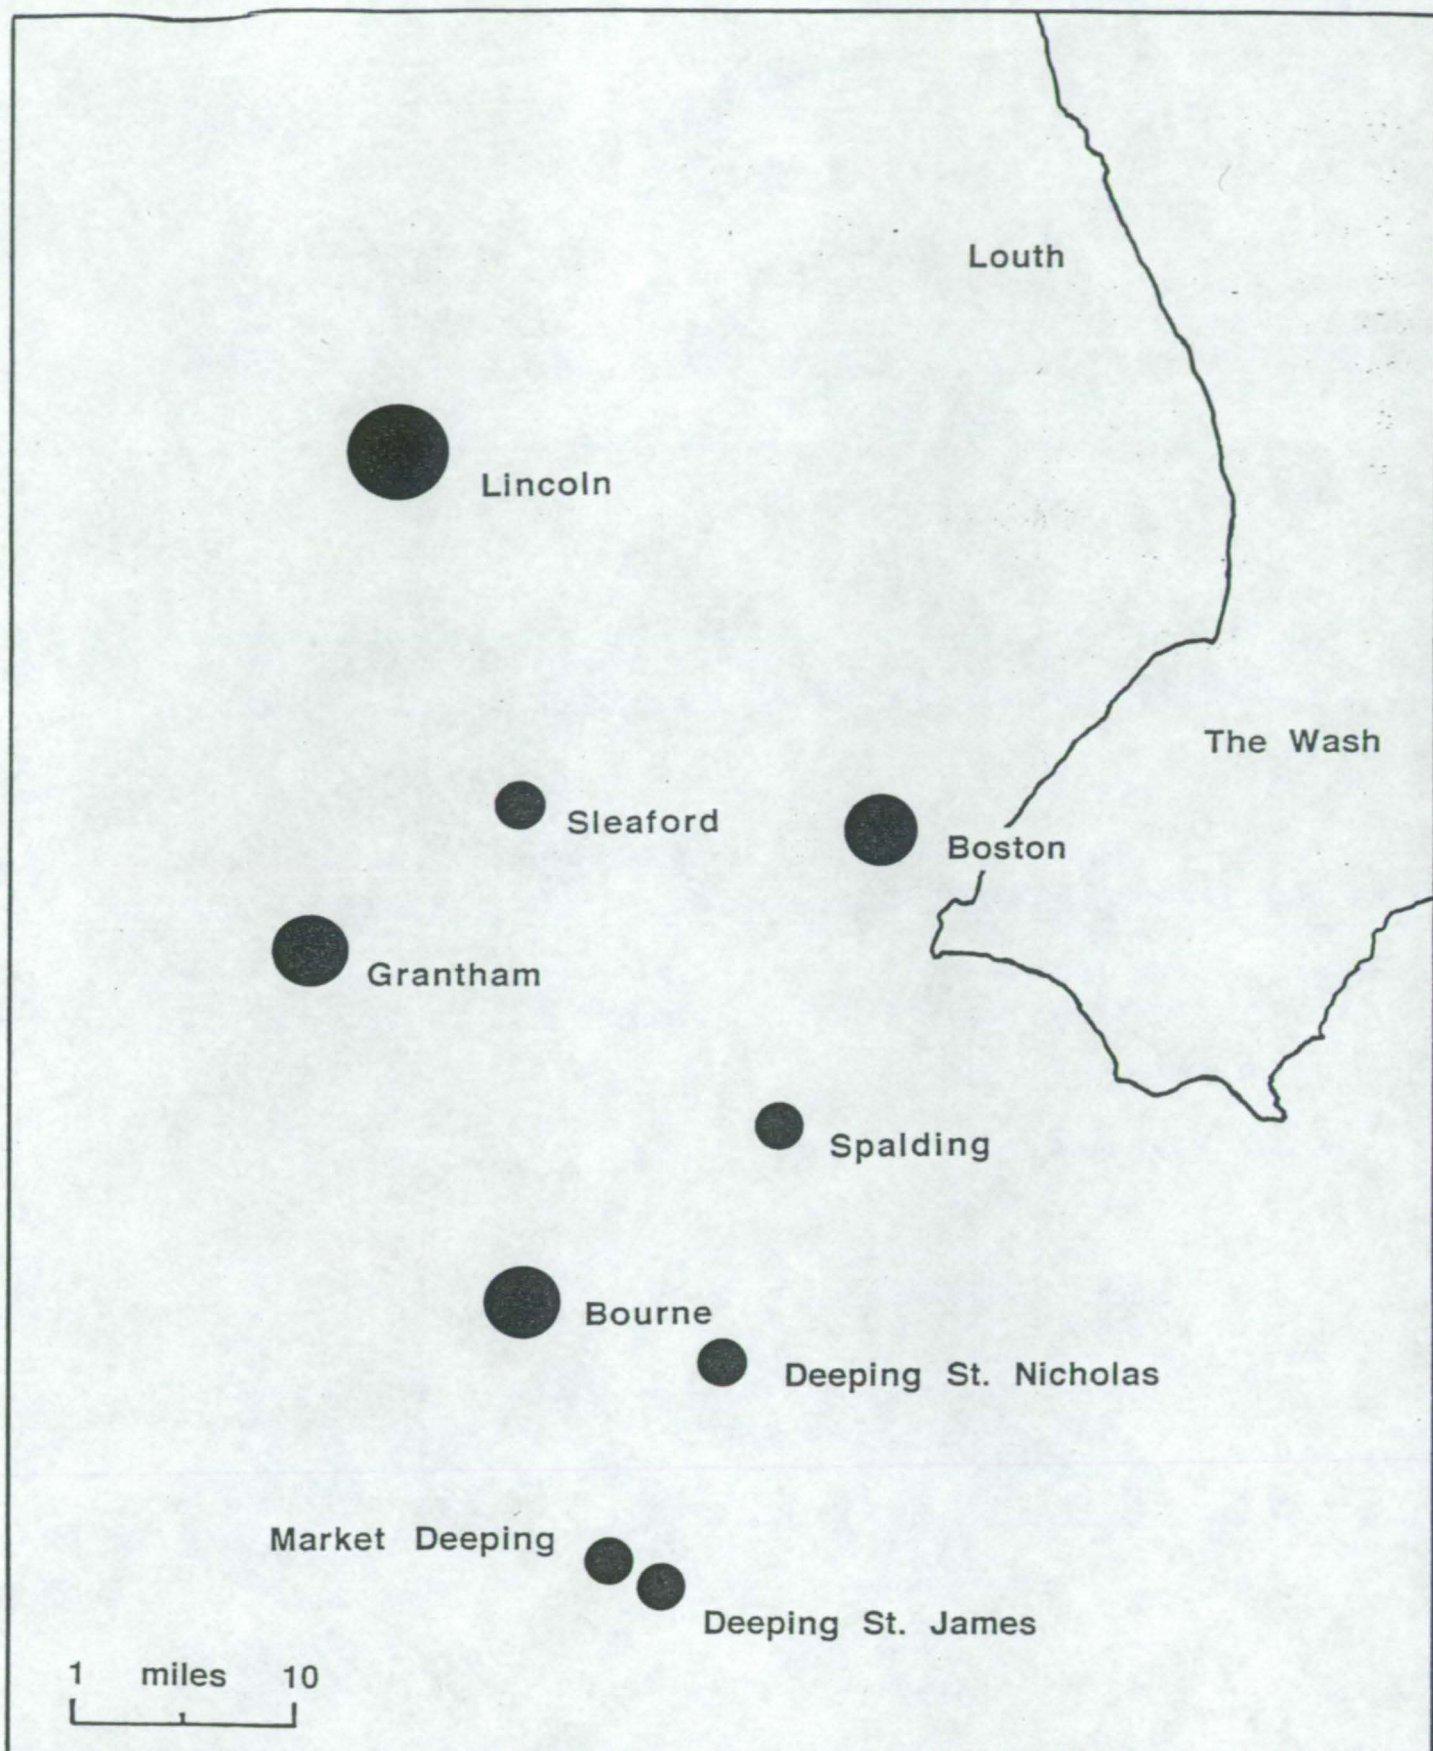 Louth
Lincoln
The Wash
Sleaford
Boston
Grantham
Spalding
Bourne
Deeping St. Nicholas
Market Deeping
Deeping St. James
1 miles 10